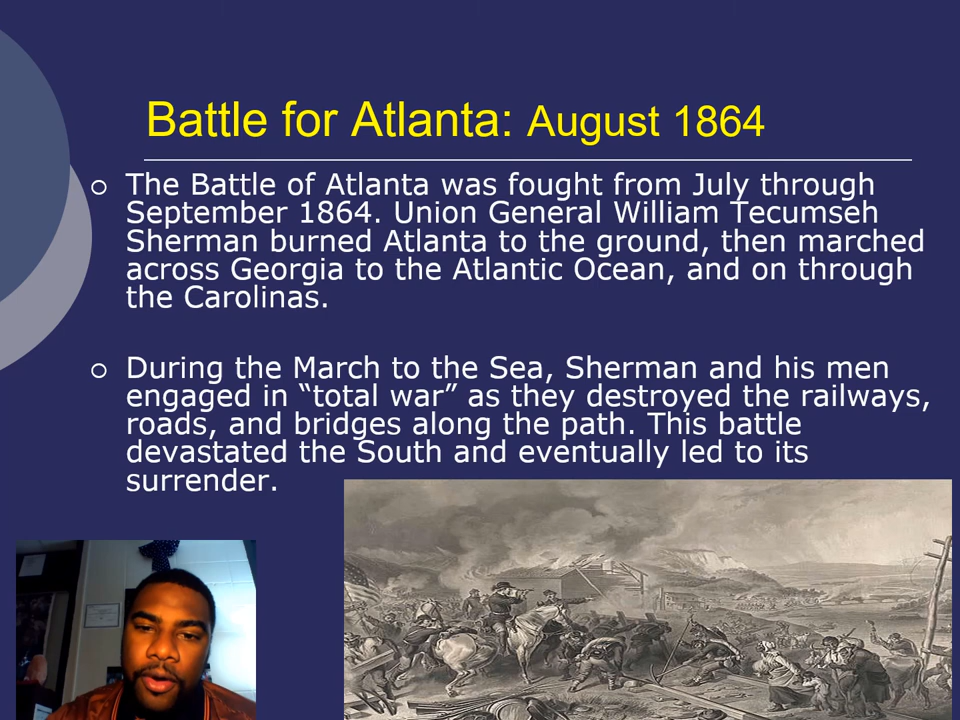 Battle for Atlanta: August 1864
The Battle of Atlanta was fought from July through
September 1864. Union General William Tecumseh
Sherman burned Atlanta to the ground, then marched
across Georgia to the Atlantic Ocean, and on through
the Carolinas.
During the March to the Sea, Sherman and his men
engaged in “total war” as they destroyed the railways,
roads, and bridges along the path. This battle
devastated the South and eventually led to its
surrender.